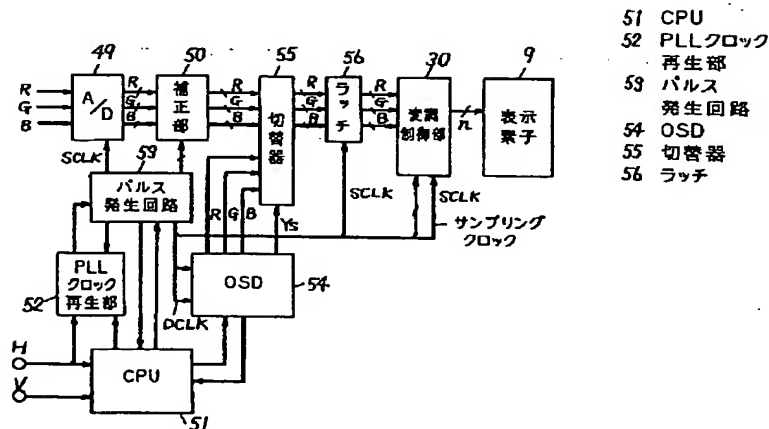 49
50
55
56
30
9
R
G
B
A/D
R
G
B
補正部
R
G
B
切替器
R
G
B
ラッチ
R
G
B
変調
制御部
n
表示
素子
SCLK
53
パルス
発生回路
R
G
B
Ys
SCLK
SCLK
サンプリング
クロック
PLL
クロック
再生部
52
DCLK
OSD
54
H
V
CPU
51
51 CPU
52 PLLクロック
再生部
53 パルス
発生回路
54 OSD
55 切替器
56 ラッチ